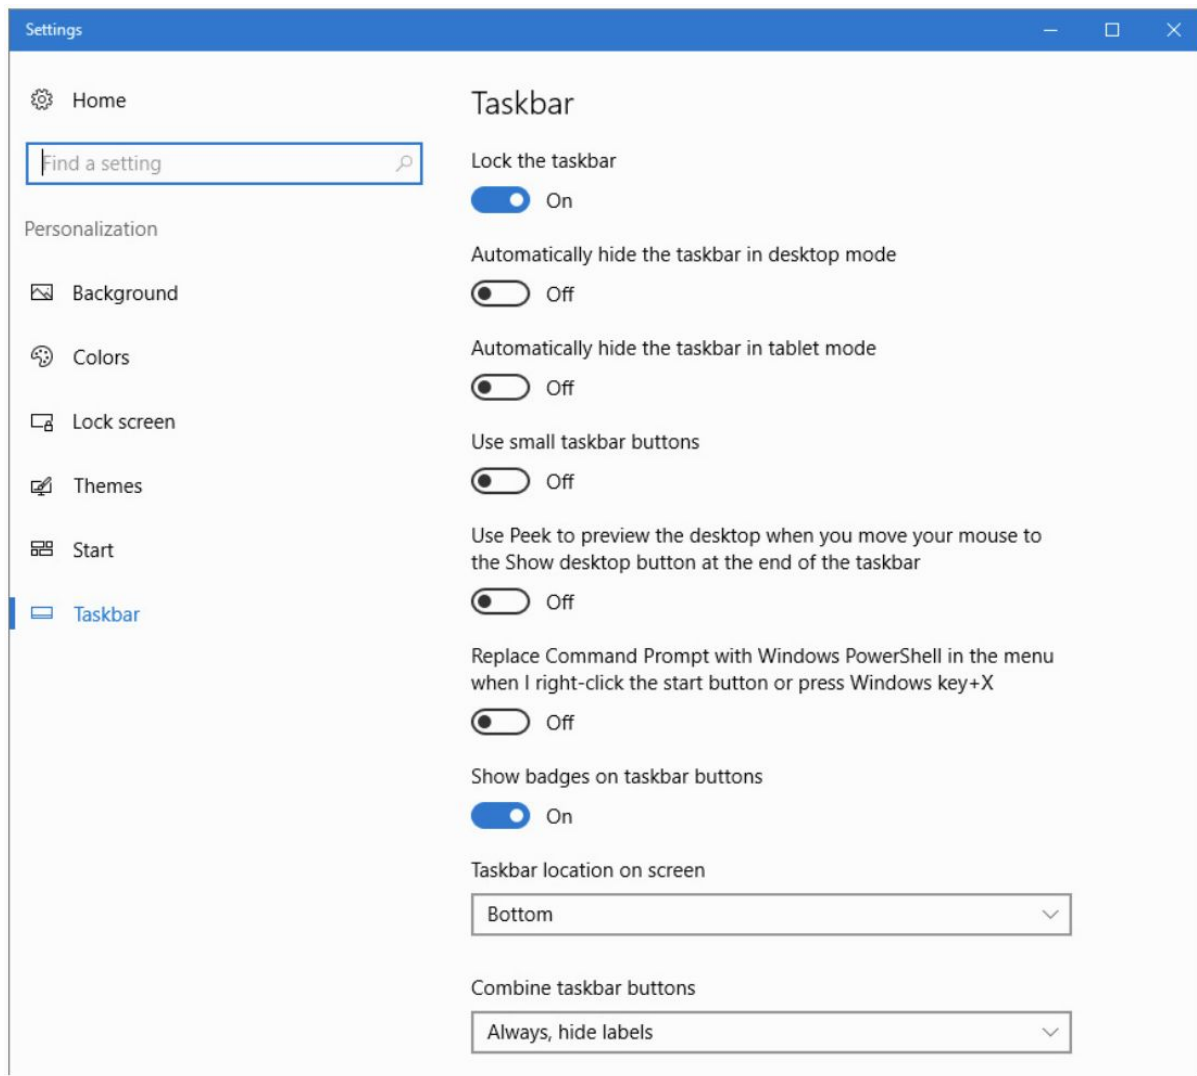 Settings
Home
Find a setting
Personalization
Background
Colors
Lock screen
Themes
Start
Taskbar
Taskbar
Lock the taskbar
On
Automatically hide the taskbar in desktop mode
Off
Automatically hide the taskbar in tablet mode
Off
Use small taskbar buttons
Off
Use Peek to preview the desktop when you move your mouse to
the Show desktop button at the end of the taskbar
Off
Replace Command Prompt with Windows PowerShell in the menu
when I right-click the start button or press Windows key+X
Off
Show badges on taskbar buttons
On
Taskbar location on screen
Bottom
Combine taskbar buttons
Always, hide labels